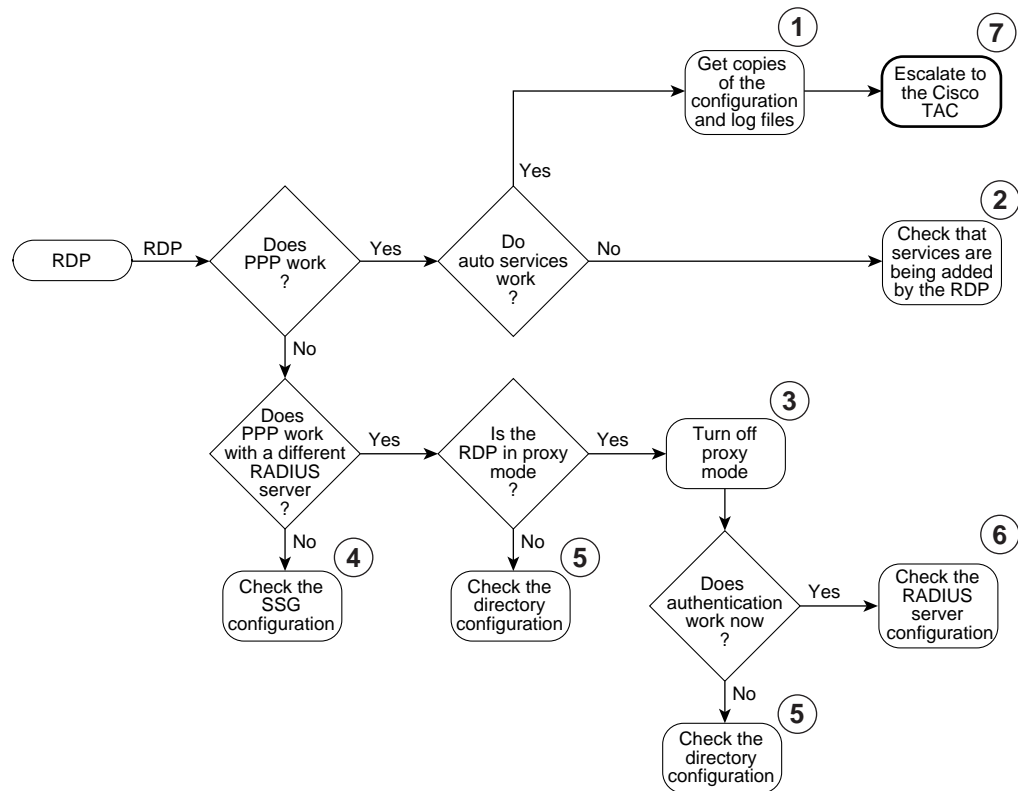 1
7
Get copies
of the
configuration
and log files
Escalate to
the Cisco
TAC
Yes
2
RDP
RDP
Does
PPP work
?
Yes
Do
auto services
work
?
No
Check that
services are
being added
by the RDP
No
3
Does
PPP work
with a different
RADIUS
server
?
Yes
Is the
RDP in proxy
mode
?
Yes
Turn off
proxy
mode
No
4
No
5
6
Check the
SSG
configuration
Check the
directory
configuration
Does
authentication
work now
?
Yes
Check the
RADIUS
server
configuration
No
5
Check the
directory
configuration